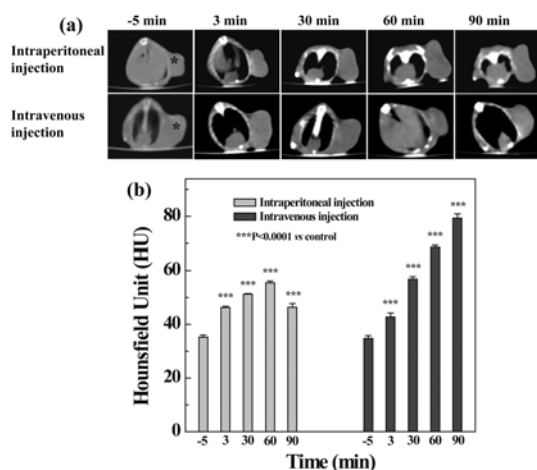 (a)
-5 min 3 min 30 min 60 min 90 min
Intraperitoneal
injection
*
Intravenous
injection
*
(b)
Hounsfield Unit (HU)
80
60
40
20
0
Intraperitoneal injection
Intravenous injection
***P<0.0001 vs control
*** *** *** ***
*** *** *** ***
-5 3 30 60 90 -5 3 30 60 90
Time (min)